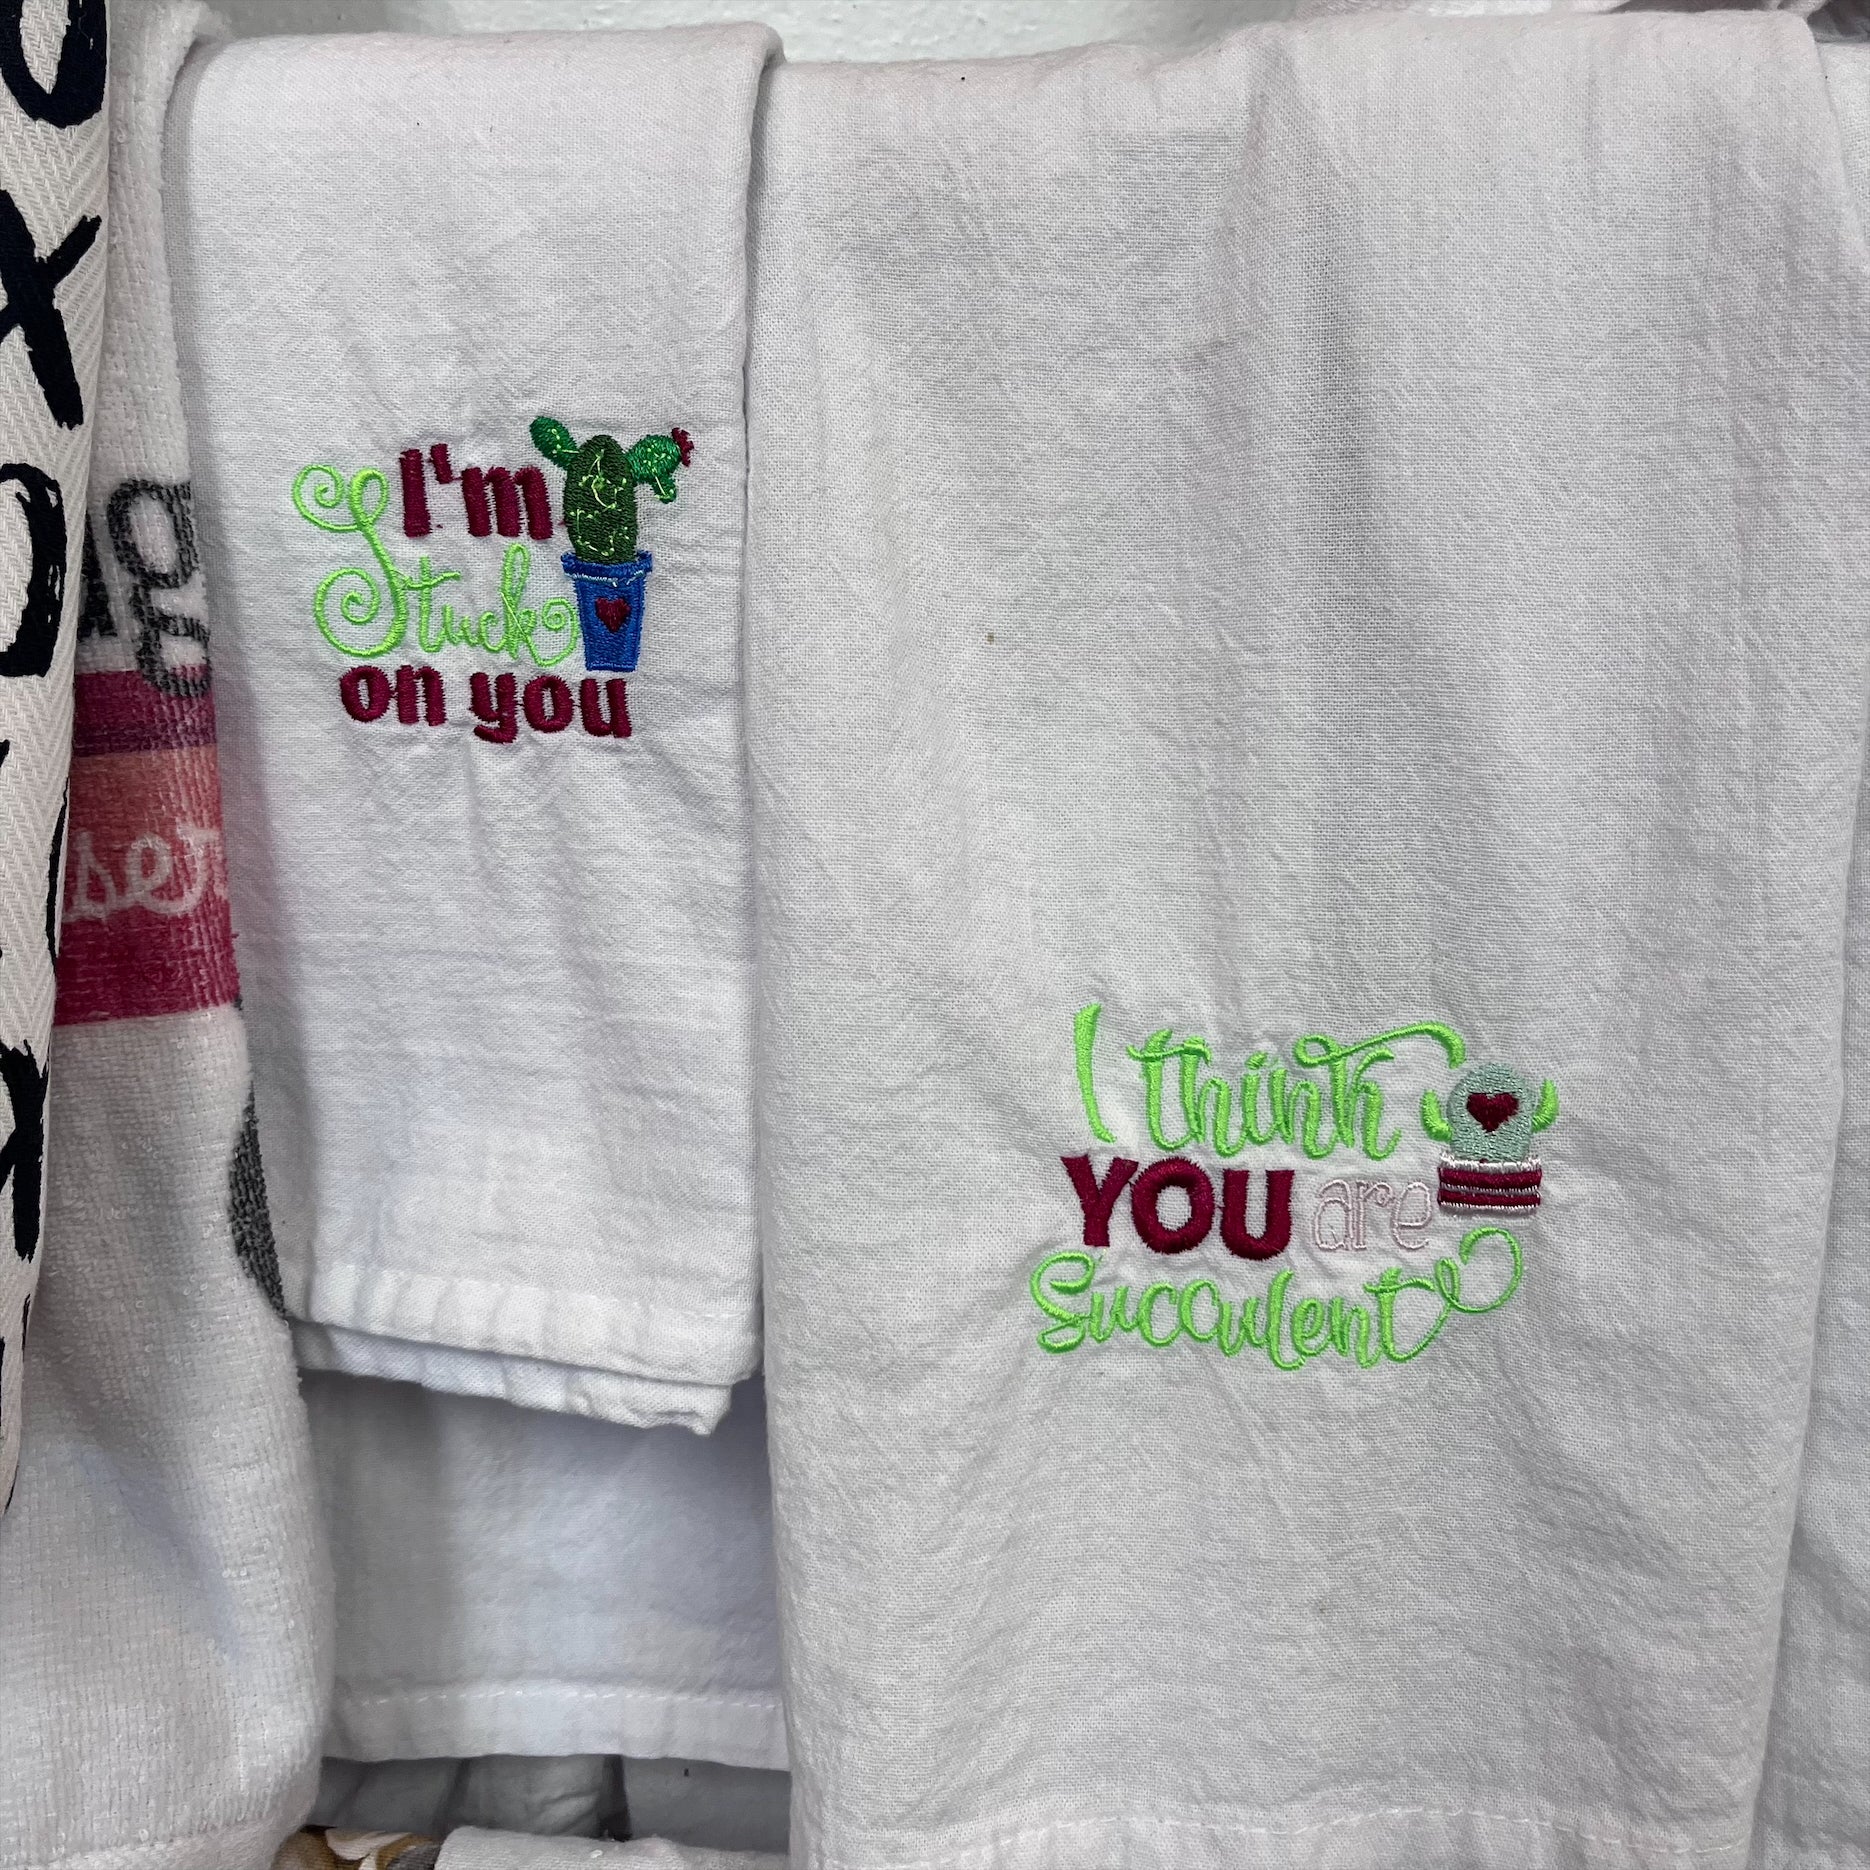 I'm
Stuck
on you
I think
YOU are
Succulent